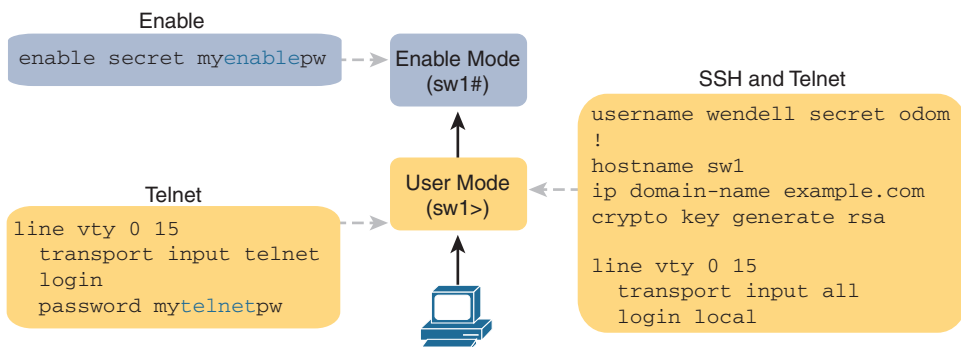 Enable
enable secret myenablepw
Enable Mode
(sw1#)
SSH and Telnet
username wendell secret odom
!
hostname sw1
ip domain-name example.com
crypto key generate rsa
line vty 0 15
transport input all
login local
User Mode
(sw1>)
Telnet
line vty 0 15
transport input telnet
login
password mytelnetpw